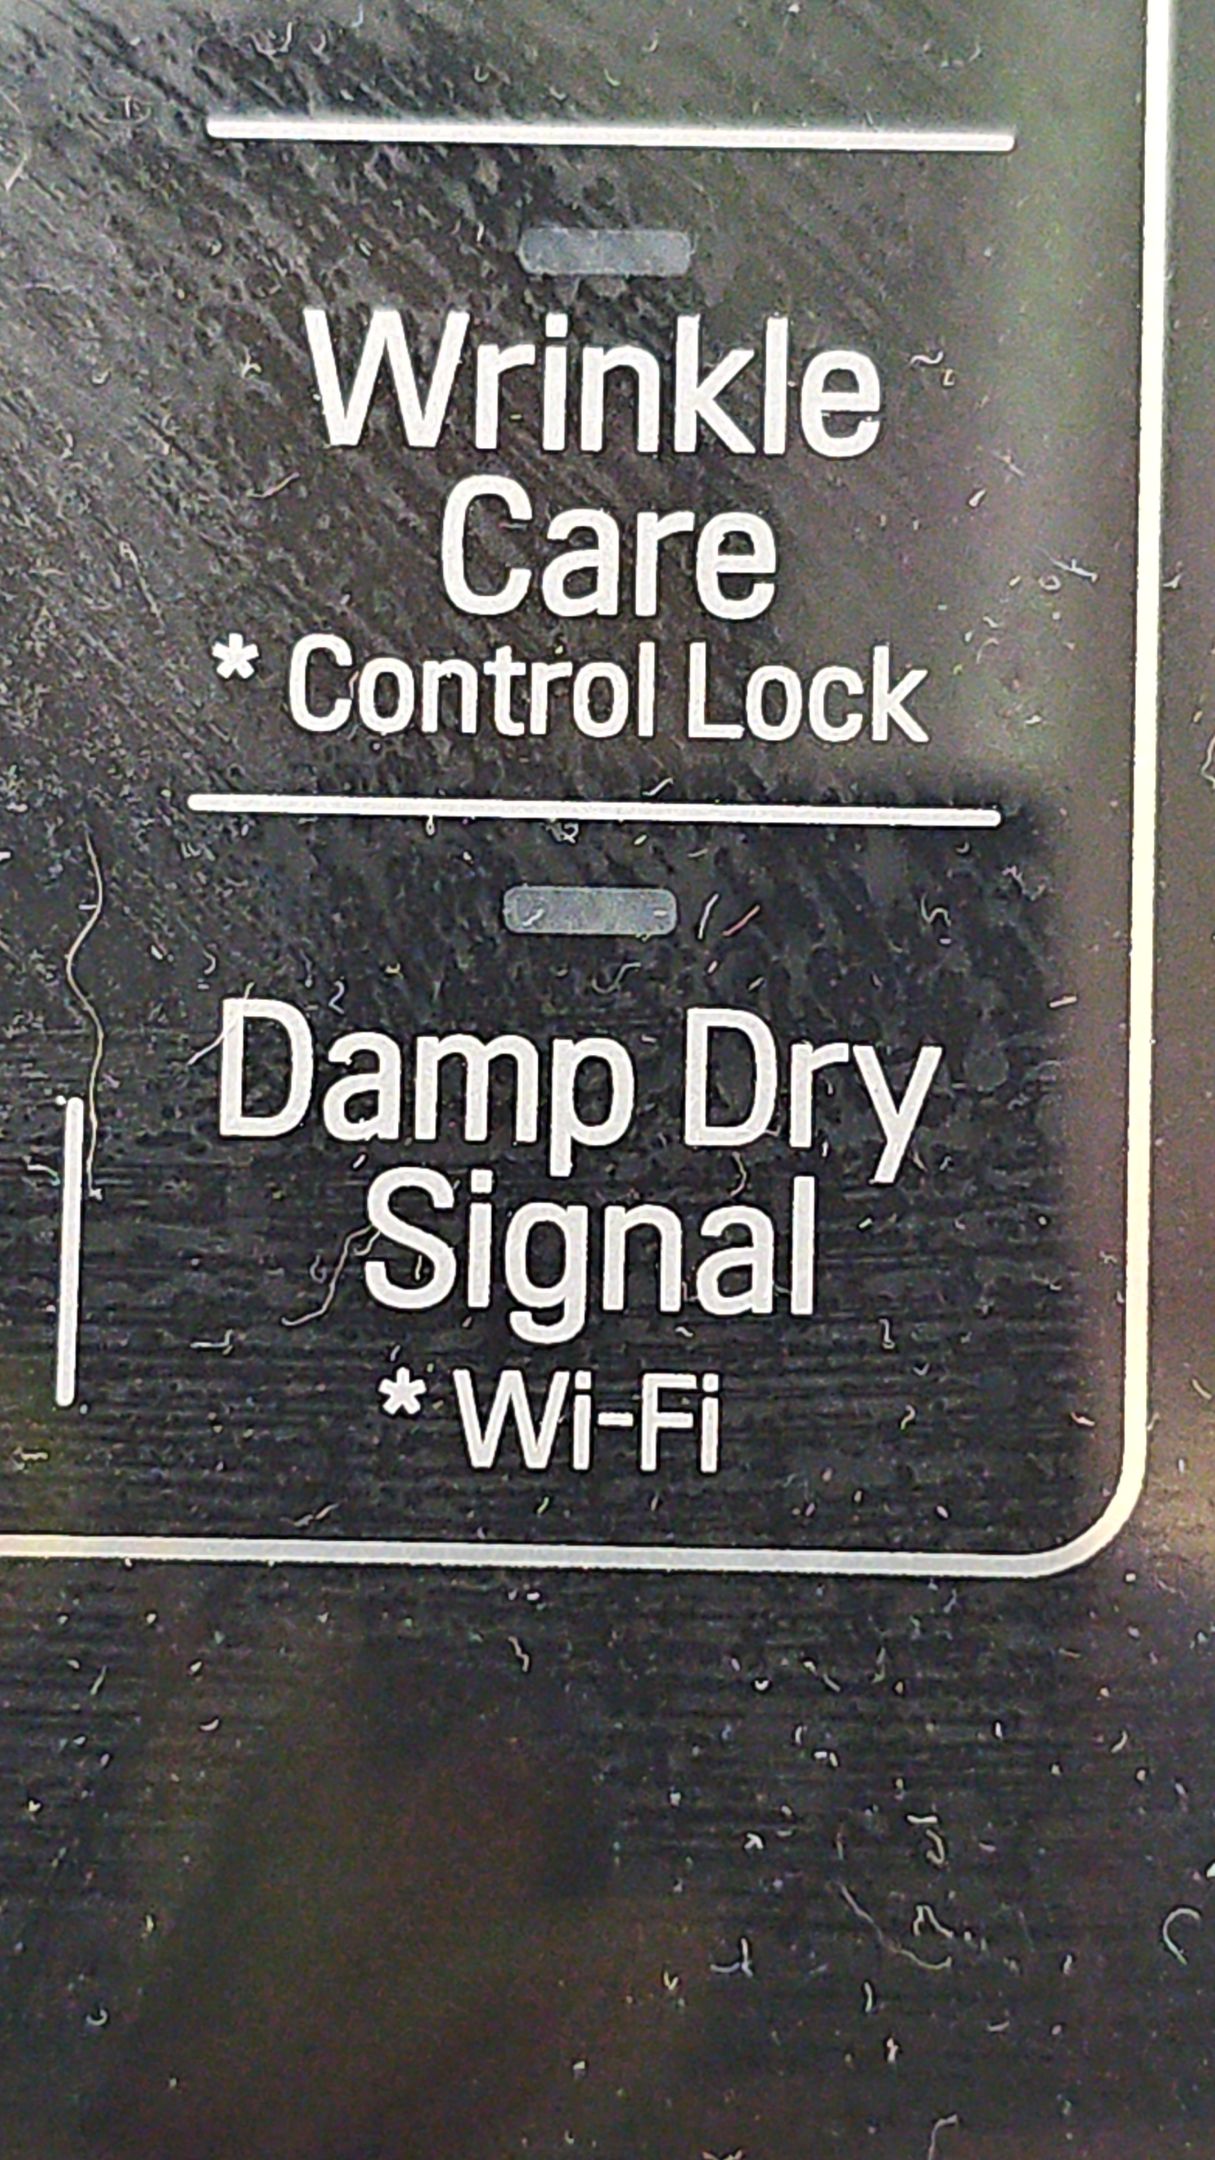 Wrinkle
Care
* Control Lock
Damp Dry
Signal
* Wi-Fi